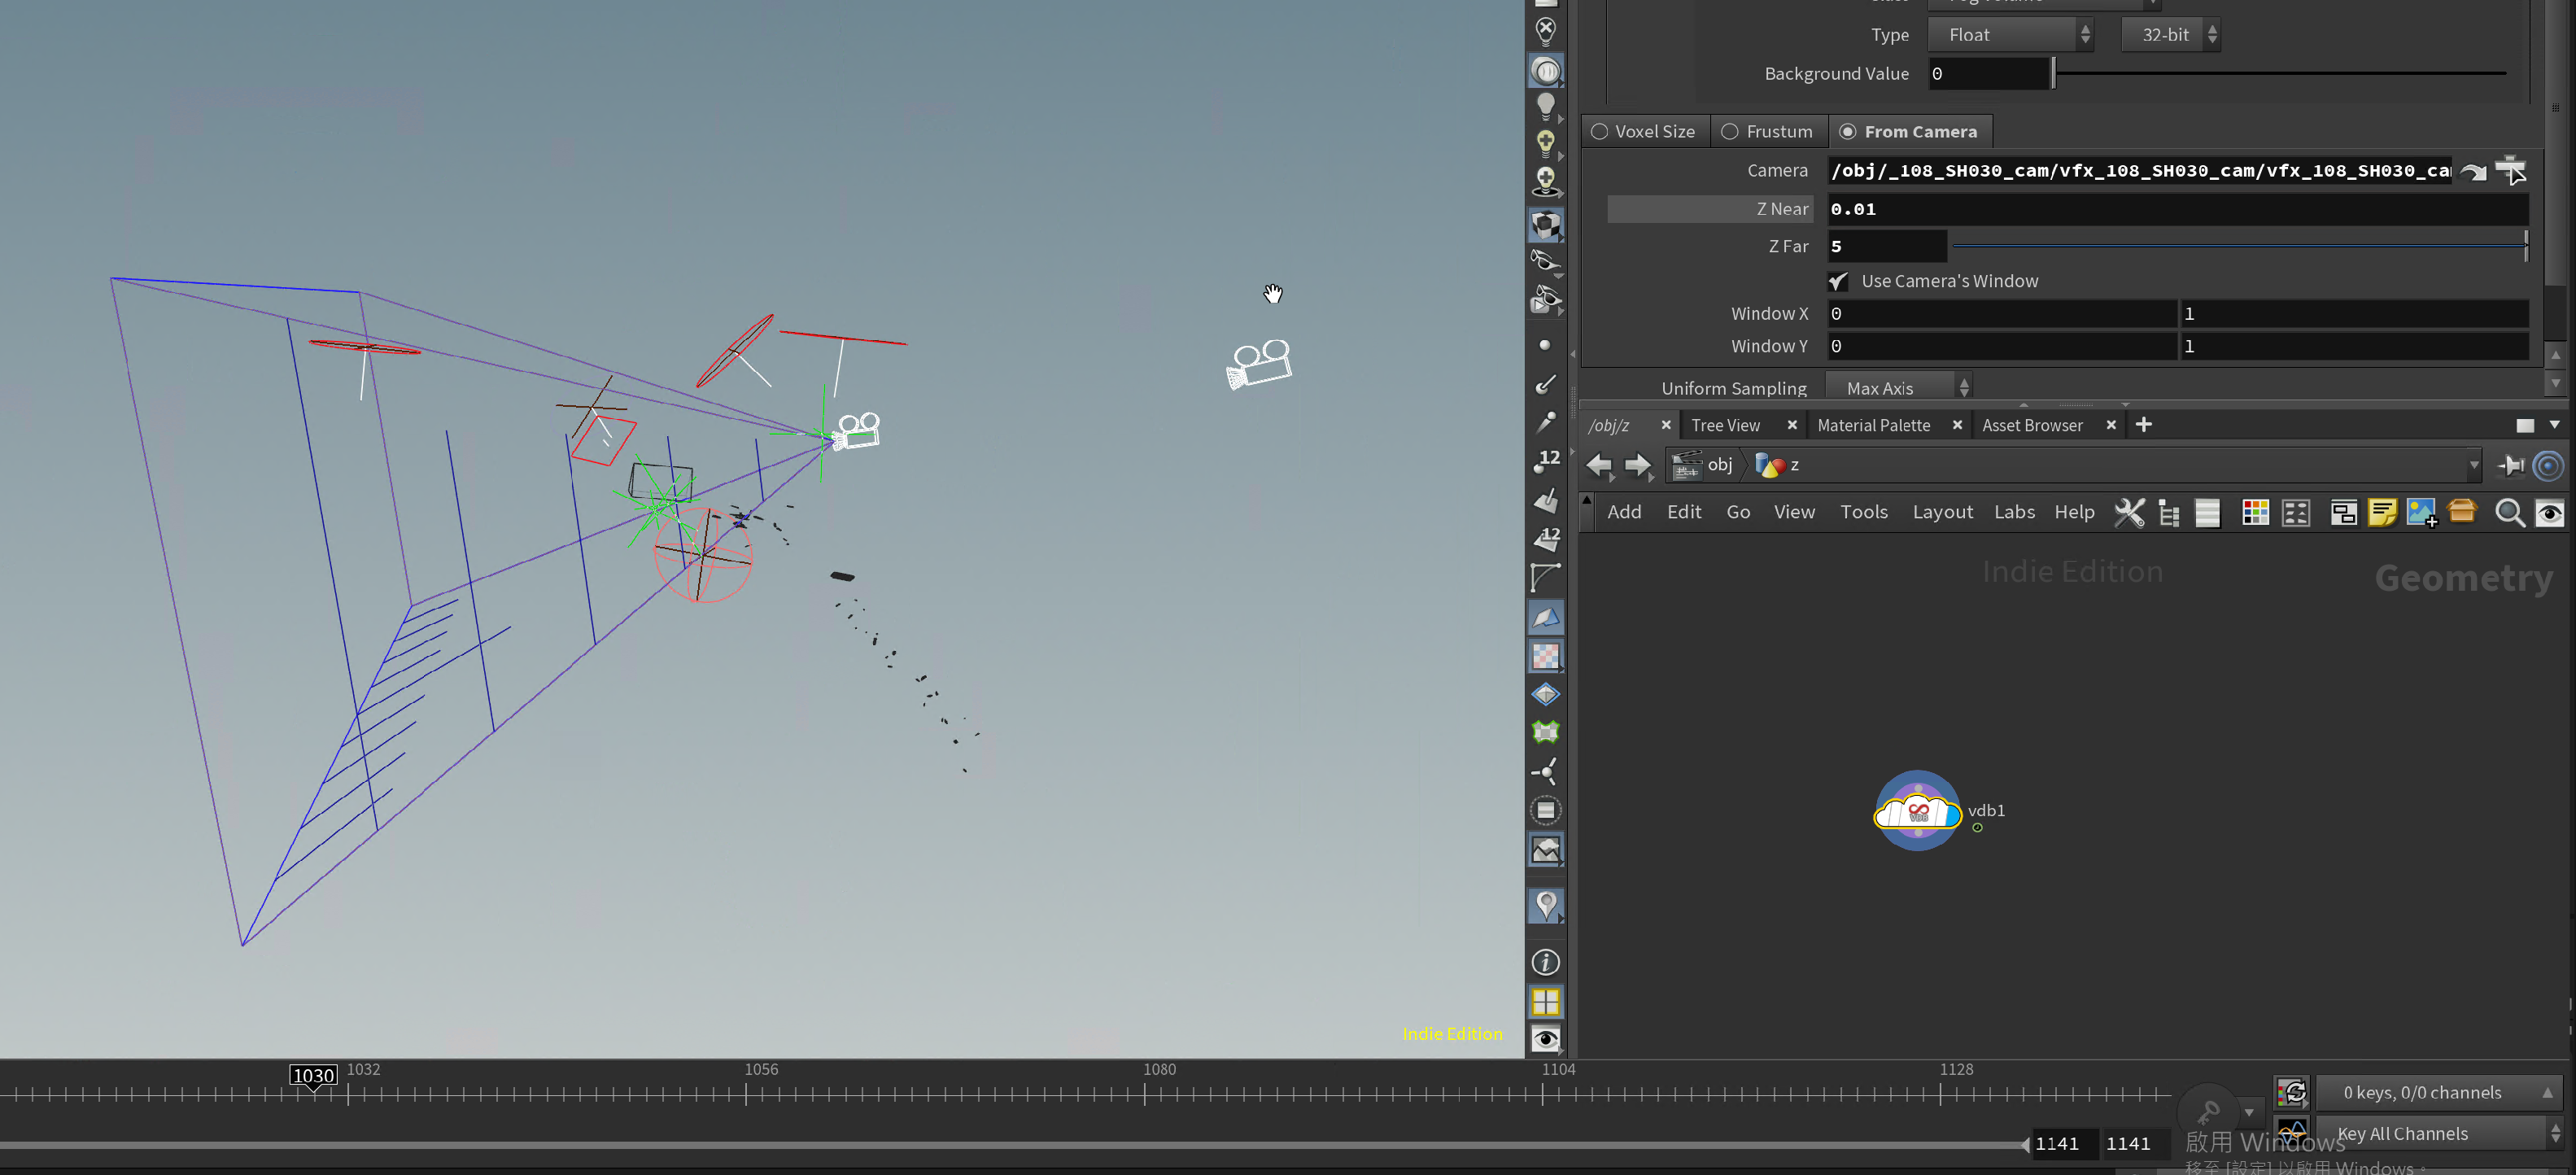 Type Float 32-bit
Background Value 0
Voxel Size Frustum From Camera
Camera /obj/_108_SH030_cam/vfx_108_SH030_cam/vfx_108_SH030_ca
Z Near 0.01
Z Far 5
Use Camera's Window
Window X 0 1
Window Y 0 1
Uniform Sampling Max Axis
/obj/z Tree View Material Palette Asset Browser
obj z
Add Edit Go View Tools Layout Labs Help
12
12
Indie Edition Geometry
VDB
vdb1
Indie Edition
1030 1032 1056 1080 1104 1128
0 keys, 0/0 channels
1141 1141 Key All Channels
啟用 Windows
移至 [設定] 以啟用 Windows。